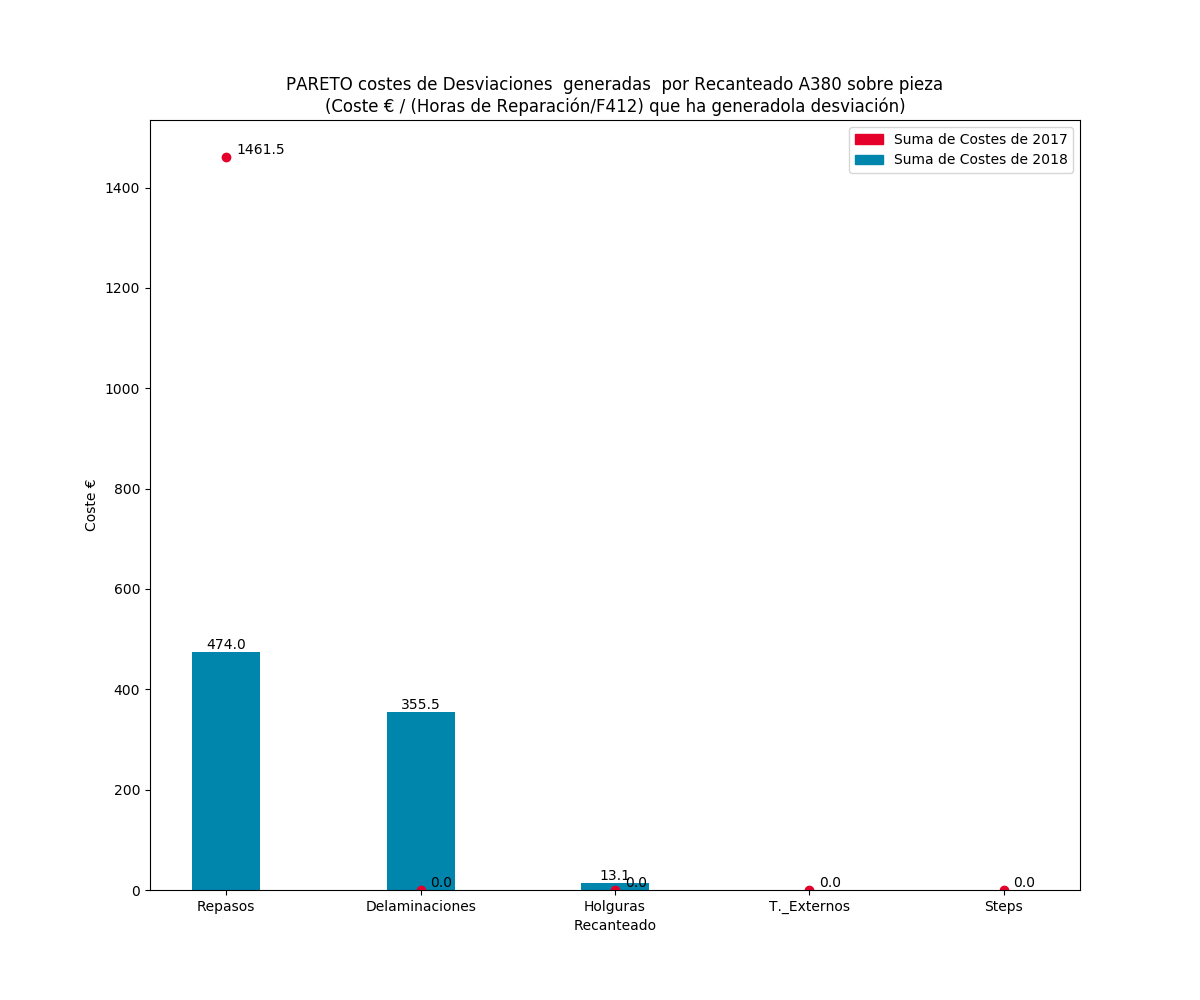 PARETO costes de Desviaciones  generadas  por Recanteado A380 sobre pieza
(Coste € / (Horas de Reparación/F412) que ha generadola desviación)
Suma de Costes de 2017
Suma de Costes de 2018
1461.5
1400
1200
1000
Coste €
800
600
474.0
400
355.5
200
13.1
0.0
0.0
0.0
0.0
0
Repasos
Delaminaciones
Holguras
T._Externos
Steps
Recanteado